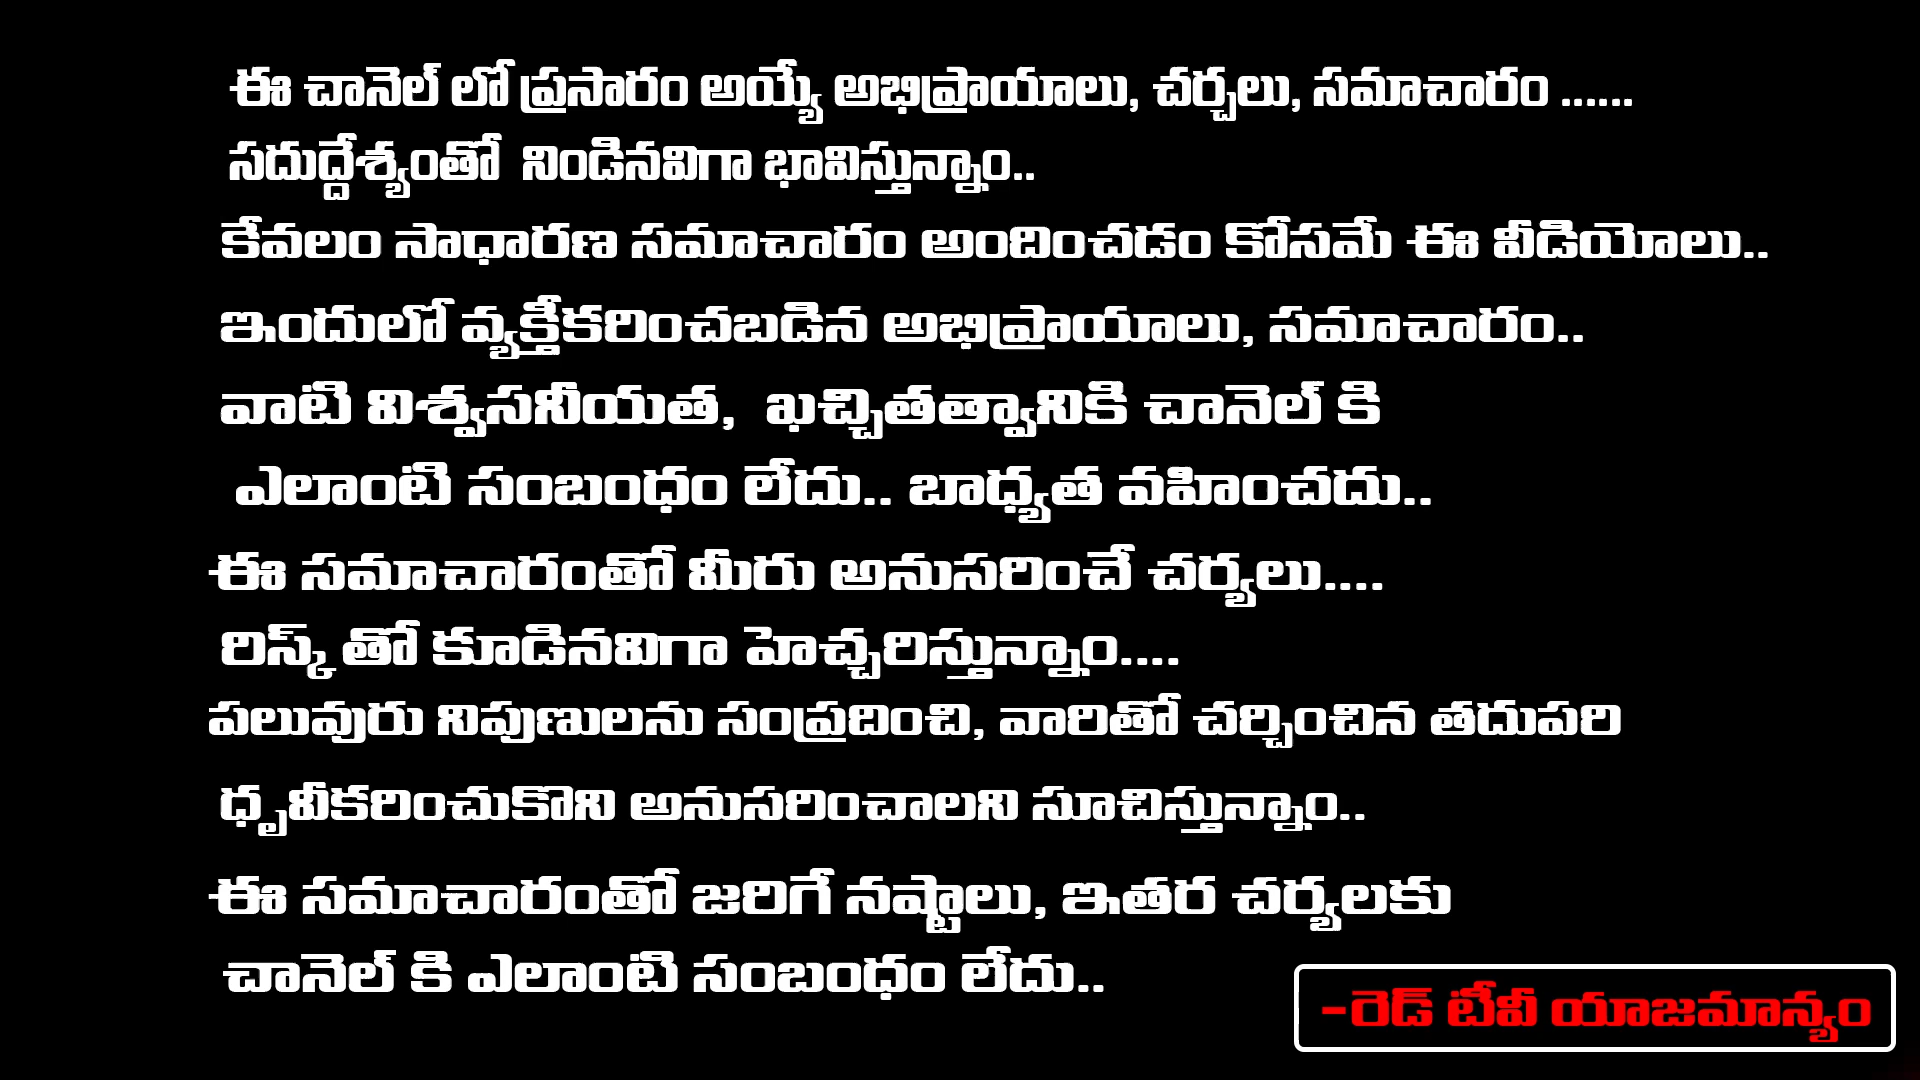 ఈ చానెల్ లో ప్రసారం అయ్యే అభిప్రాయాలు, చర్చలు, సమాచారం ......
సదుద్దేశ్యంతో నిండినవిగా భావిస్తున్నాం..
కేవలం సాధారణ సమాచారం అందించడం కోసమే ఈ వీడియోలు..
ఇందులో వ్యక్తీకరించబడిన అభిప్రాయాలు, సమాచారం..
వాటి విశ్వసనీయత, ఖచ్చితత్వానికి చానెల్ కి
ఎలాంటి సంబంధం లేదు.. బాధ్యత వహించదు..
ఈ సమాచారంతో మీరు అనుసరించే చర్యలు....
రిస్క్ తో కూడినవిగా హెచ్చరిస్తున్నాం....
పలువురు నిపుణులను సంప్రదించి, వారితో చర్చించిన తదుపరి
ధృవీకరించుకొని అనుసరించాలని సూచిస్తున్నాం..
ఈ సమాచారంతో జరిగే నష్టాలు, ఇతర చర్యలకు
చానెల్ కి ఎలాంటి సంబంధం లేదు..
-రెడ్ టీవీ యాజమాన్యం